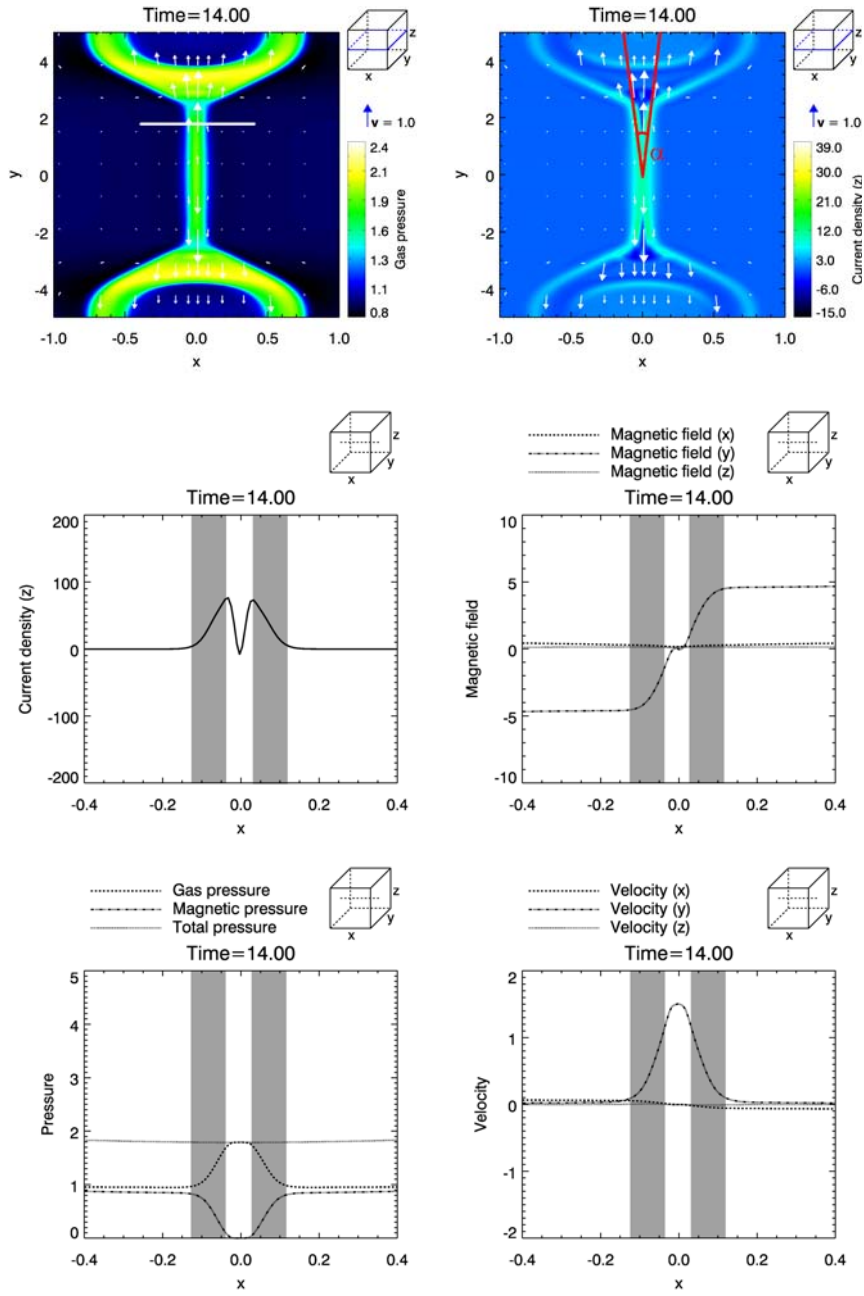 Time=14.00
Time=14.00
4
2
0
-2
-4
y
-1.0 -0.5 0.0 0.5 1.0
x
z
y
x
v = 1.0
2.4
2.1
1.9
1.6
1.3
1.1
0.8
Gas pressure
4
2
0
-2
-4
y
α
-1.0 -0.5 0.0 0.5 1.0
x
z
y
x
v = 1.0
39.0
30.0
21.0
12.0
3.0
-6.0
-15.0
Current density (z)
z
y
x
Time=14.00
200
100
0
-100
-200
Current density (z)
-0.4 -0.2 0.0 0.2 0.4
x
Magnetic field (x)
Magnetic field (y)
Magnetic field (z)
z
y
x
Time=14.00
10
5
0
-5
-10
Magnetic field
-0.4 -0.2 0.0 0.2 0.4
x
Gas pressure
Magnetic pressure
Total pressure
z
y
x
Time=14.00
5
4
3
2
1
0
Pressure
-0.4 -0.2 0.0 0.2 0.4
x
Velocity (x)
Velocity (y)
Velocity (z)
z
y
x
Time=14.00
2
1
0
-1
-2
Velocity
-0.4 -0.2 0.0 0.2 0.4
x